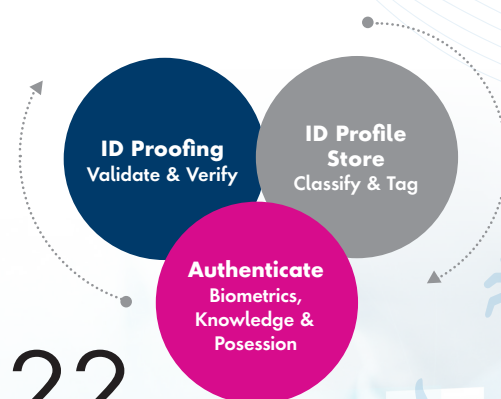 ID Proofing
Validate & Verify
ID Profile
Store
Classify & Tag
Authenticate
Biometrics,
Knowledge &
Posession
22